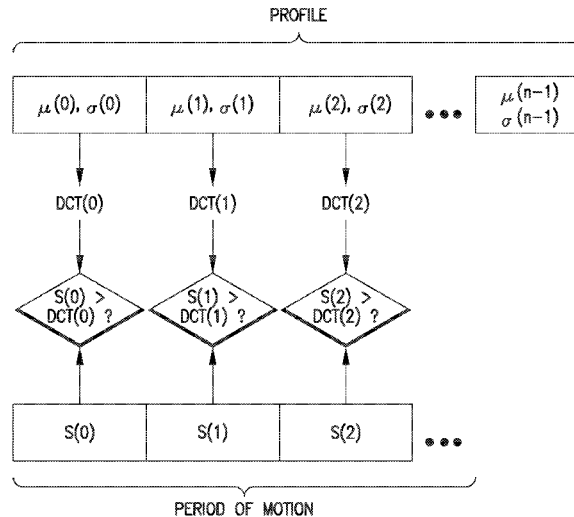 PROFILE
μ(0), σ(0) μ(1), σ(1) μ(2), σ(2) ••• μ(n-1)
σ(n-1)
DCT(0) DCT(1) DCT(2)
S(0) > S(1) > S(2) >
DCT(0) ? DCT(1) ? DCT(2) ?
S(0) S(1) S(2) •••
PERIOD OF MOTION